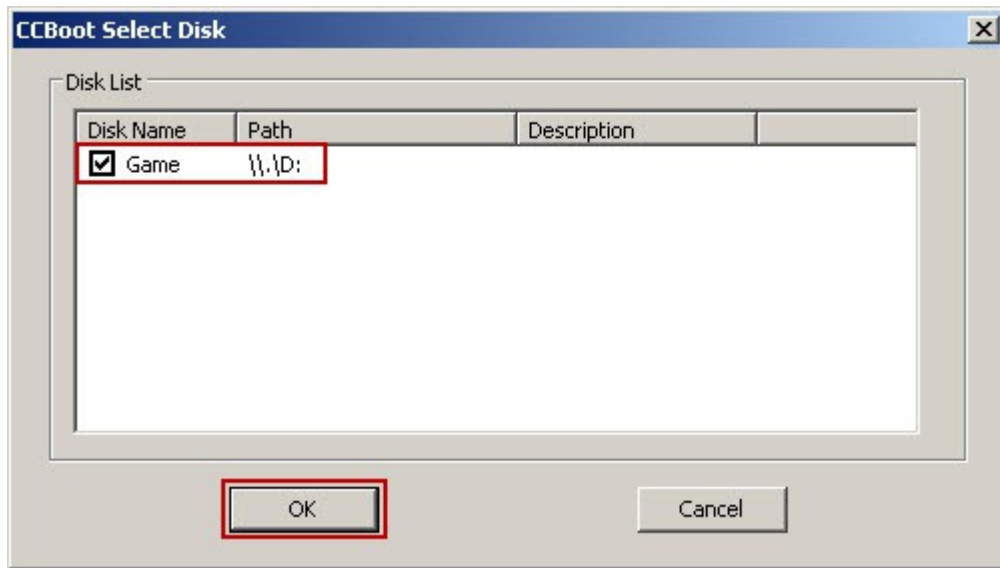 CCBoot Select Disk
Disk List
Disk Name Path Description
Game \\.\D:
OK Cancel